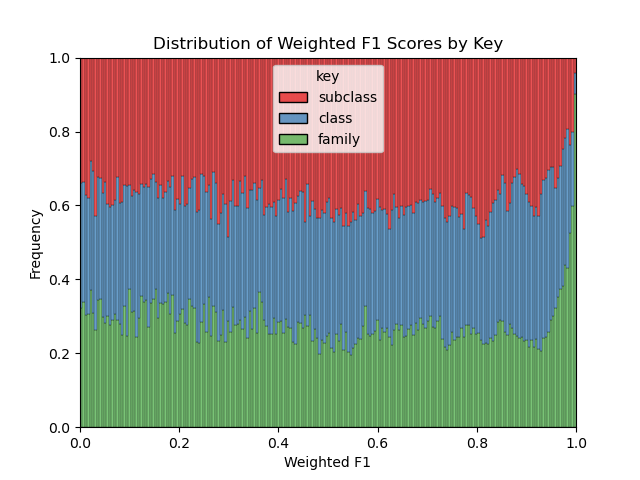 Distribution of Weighted F1 Scores by Key
key
subclass
class
family
Frequency
1.0
0.8
0.6
0.4
0.2
0.0
0.0 0.2 0.4 0.6 0.8 1.0
Weighted F1